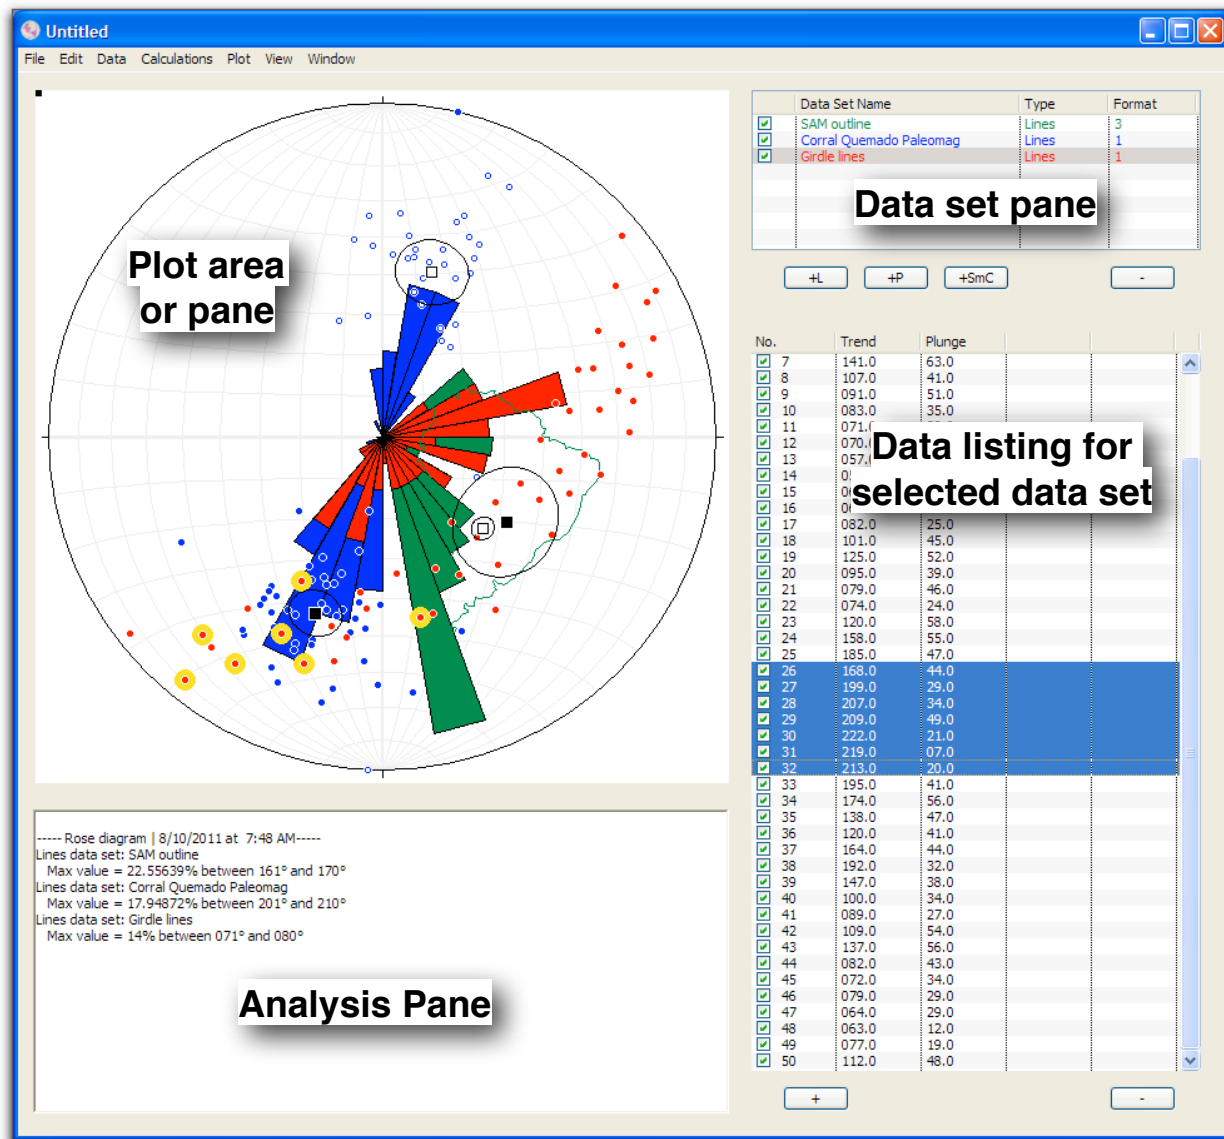 Untitled
File Edit Data Calculations Plot View Window
Plot area
or pane
Data Set Name Type Format
SAM outline Lines 3
Corral Quemado Paleomag Lines 1
Girdle lines Lines 1
Data set pane
+L +P +SmC -
No. Trend Plunge
7 141.0 63.0
8 107.0 41.0
9 091.0 51.0
10 083.0 35.0
11 071.
12 070.
13 057.
14
15
16
17 082.0 25.0
18 101.0 45.0
19 125.0 52.0
20 095.0 39.0
21 079.0 46.0
22 074.0 24.0
23 120.0 58.0
24 158.0 55.0
25 185.0 47.0
26 168.0 44.0
27 199.0 29.0
28 207.0 34.0
29 209.0 49.0
30 222.0 21.0
31 219.0 07.0
32 213.0 20.0
33 195.0 41.0
34 174.0 56.0
35 138.0 47.0
36 120.0 41.0
37 164.0 44.0
38 192.0 32.0
39 147.0 38.0
40 100.0 34.0
41 089.0 27.0
42 109.0 54.0
43 137.0 56.0
44 082.0 43.0
45 072.0 34.0
46 079.0 29.0
47 064.0 29.0
48 063.0 12.0
49 077.0 19.0
50 112.0 48.0
Data listing for
selected data set
+ -
----- Rose diagram | 8/10/2011 at 7:48 AM-----
Lines data set: SAM outline
Max value = 22.55639% between 161° and 170°
Lines data set: Corral Quemado Paleomag
Max value = 17.94872% between 201° and 210°
Lines data set: Girdle lines
Max value = 14% between 071° and 080°
Analysis Pane